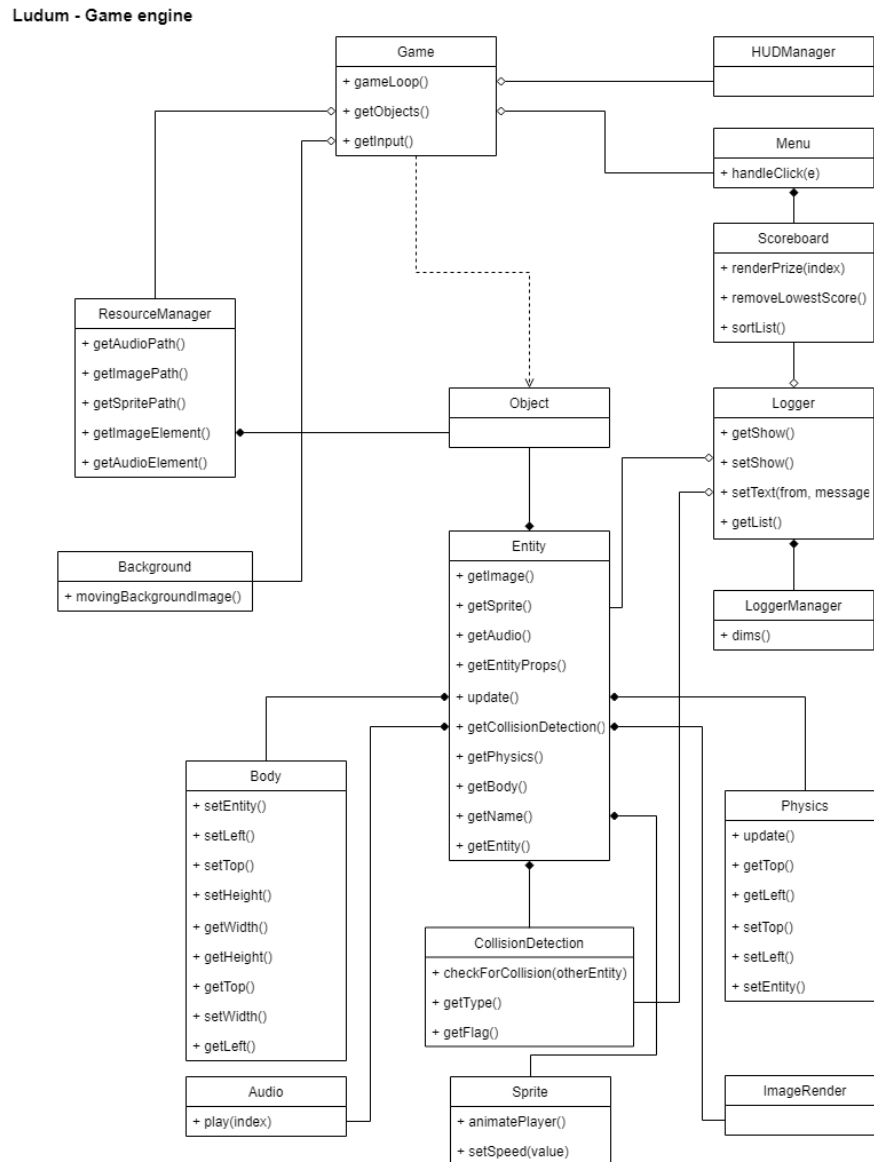 Ludum - Game engine
Game
+ gameLoop()
+ getObjects()
+ getInput()
HUDManager
Menu
+ handleClick(e)
Scoreboard
+ renderPrize(index)
+ removeLowestScore()
+ sortList()
ResourceManager
+ getAudioPath()
+ getImagePath()
+ getSpritePath()
+ getImageElement()
+ getAudioElement()
Object
Logger
+ getShow()
+ setShow()
+ setText(from, message
+ getList()
Background
+ movingBackgroundImage()
Entity
+ getImage()
+ getSprite()
+ getAudio()
+ getEntityProps()
+ update()
+ getCollisionDetection()
+ getPhysics()
+ getBody()
+ getName()
+ getEntity()
LoggerManager
+ dims()
Body
+ setEntity()
+ setLeft()
+ setTop()
+ setHeight()
+ getWidth()
+ getHeight()
+ getTop()
+ setWidth()
+ getLeft()
Physics
+ update()
+ getTop()
+ getLeft()
+ setTop()
+ setLeft()
+ setEntity()
CollisionDetection
+ checkForCollision(otherEntity)
+ getType()
+ getFlag()
Audio
+ play(index)
Sprite
+ animatePlayer()
+ setSpeed(value)
ImageRender